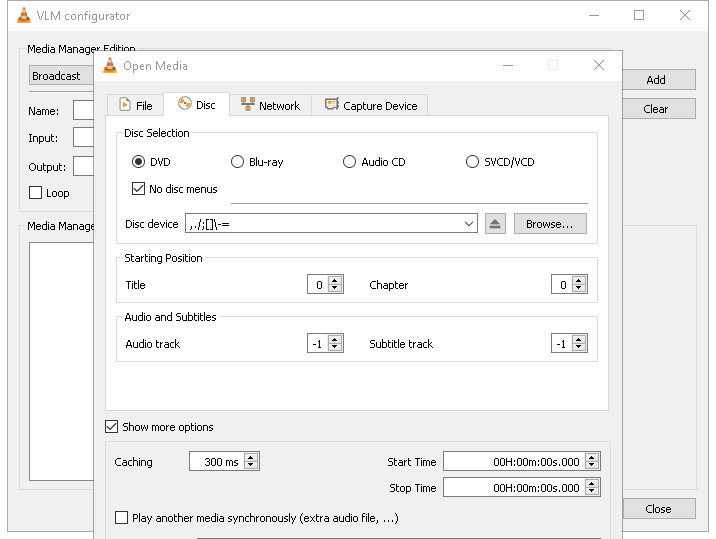 VLM configurator
Media Manager Edition
Open Media
Broadcast
Add
File
Disc
Network
Capture Device
Name:
Clear
Disc Selection
Input:
DVD
Blu-ray
Audio CD
SVCD/VCD
Output:
No disc menus
Loop
Media Manage
Disc device
,./;[]\-=
Browse...
Starting Position
Title
0
Chapter
0
Audio and Subtitles
Audio track
-1
Subtitle track
-1
Show more options
Caching
300 ms
Start Time
00H:00m:00s.000
Stop Time
00H:00m:00s.000
Close
Play another media synchronously (extra audio file, ...)